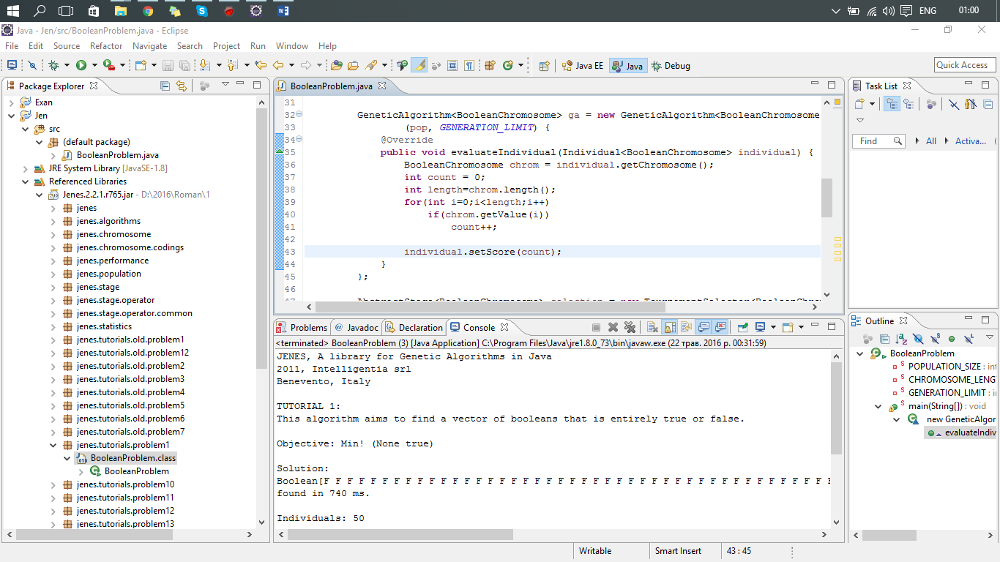 ENG
01:00
Java - Jen/src/BooleanProblem.java - Eclipse
File Edit Source Refactor Navigate Search Project Run Window Help
Quick Access
Java EE
Java
Debug
Package Explorer
Exan
Jen
src
(default package)
BooleanProblem.java
JRE System Library [JavaSE-1.8]
Referenced Libraries
Jenes.2.2.1.r765.jar - D:\2016\Roman\1
jenes
jenes.algorithms
jenes.chromosome
jenes.chromosome.codings
jenes.performance
jenes.population
jenes.stage
jenes.stage.operator
jenes.stage.operator.common
jenes.statistics
jenes.tutorials.old.problem1
jenes.tutorials.old.problem12
jenes.tutorials.old.problem2
jenes.tutorials.old.problem3
jenes.tutorials.old.problem4
jenes.tutorials.old.problem5
jenes.tutorials.old.problem6
jenes.tutorials.old.problem7
jenes.tutorials.problem1
BooleanProblem.class
BooleanProblem
jenes.tutorials.problem10
jenes.tutorials.problem11
jenes.tutorials.problem12
jenes.tutorials.problem13
BooleanProblem.java
31
32 GeneticAlgorithm<BooleanChromosome> ga = new GeneticAlgorithm<BooleanChromosome
33 (pop, GENERATION_LIMIT) {
34 @Override
35 public void evaluateIndividual(Individual<BooleanChromosome> individual) {
36 BooleanChromosome chrom = individual.getChromosome();
37 int count = 0;
38 int length=chrom.length();
39 for(int i=0;i<length;i++)
40 if(chrom.getValue(i))
41 count++;
42
43 individual.setScore(count);
44 }
45 };
46
47 AbstractStage<BooleanChromosome> selection = new TournamentSelector<BooleanChro
Problems @ Javadoc Declaration Console
<terminated> BooleanProblem (3) [Java Application] C:\Program Files\Java\jre1.8.0_73\bin\javaw.exe (22 трав. 2016 р. 00:31:59)
JENES, A library for Genetic Algorithms in Java
2011, Intelligentia srl
Benevento, Italy
TUTORIAL 1:
This algorithm aims to find a vector of booleans that is entirely true or false.
Objective: Min! (None true)
Solution:
Boolean[F F F F F F F F F F F F F F F F F F F F F F F F F F F F F F F F F F F F F F F F F F F
found in 740 ms.
Individuals: 50
Task List
Find
All
Activa...
Outline
BooleanProblem
POPULATION_SIZE : int
CHROMOSOME_LENGT
GENERATION_LIMIT : i
main(String[]) : void
new GeneticAlgor
evaluateIndiv
Writable
Smart Insert
43 : 45